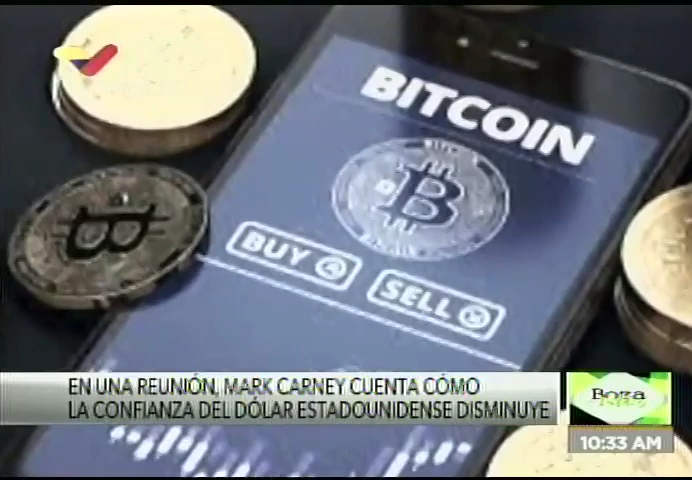 BITCOIN
BUY
SELL
EN UNA REUNIÓN, MARK CARNEY CUENTA CÓMO
LA CONFIANZA DEL DÓLAR ESTADOUNIDENSE DISMINUYE
Boza
10:33 AM